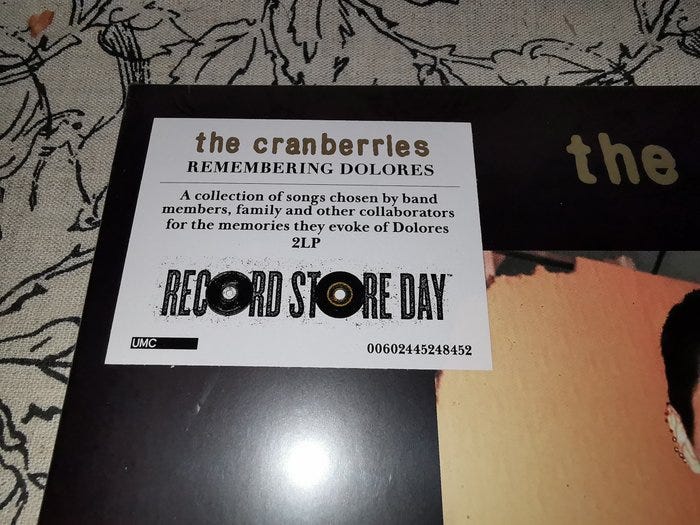 the cranberries
REMEMBERING DOLORES
A collection of songs chosen by band
members, family and other collaborators
for the memories they evoke of Dolores
2LP
RECORD STORE DAY™
UMC
00602445248452
the